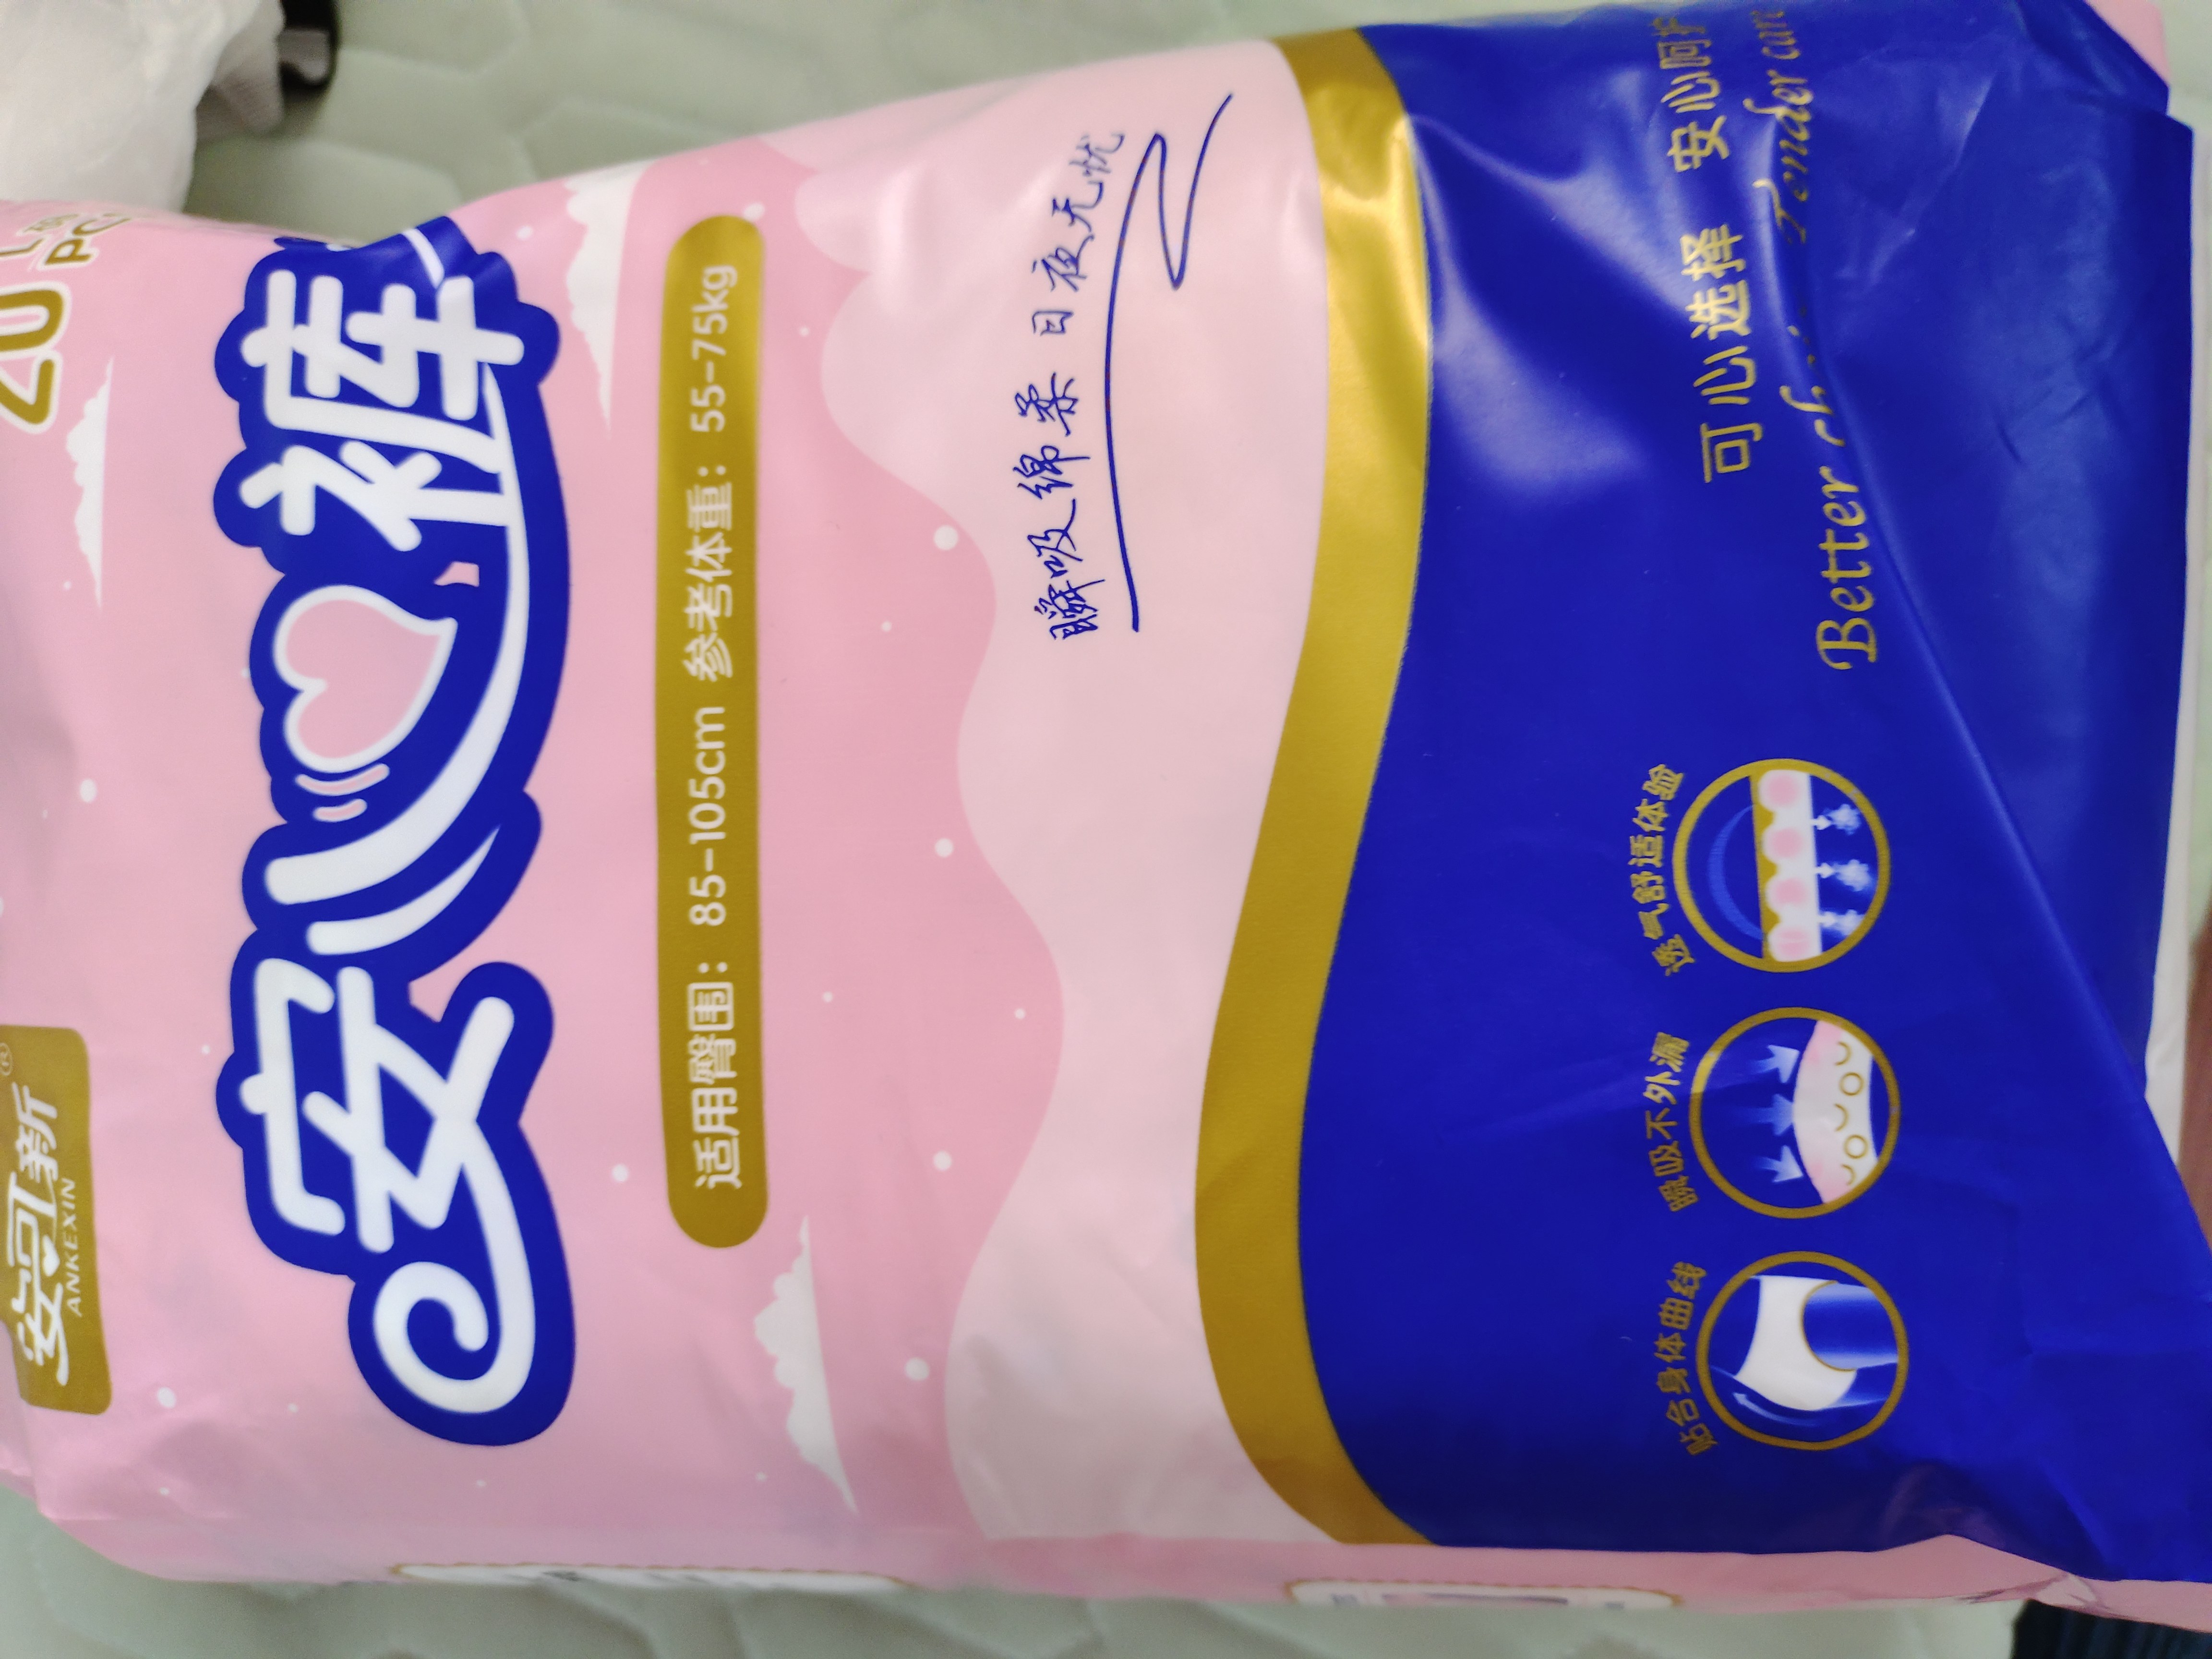 安可新®
ANKEXIN
20
安心裤
适用臀围：85-105cm 参考体重：55-75kg
瞬吸绵柔 日夜无忧
可心选择 安心呵护
Better Tender care
贴合身体曲线
瞬吸不外漏
透气舒适体验